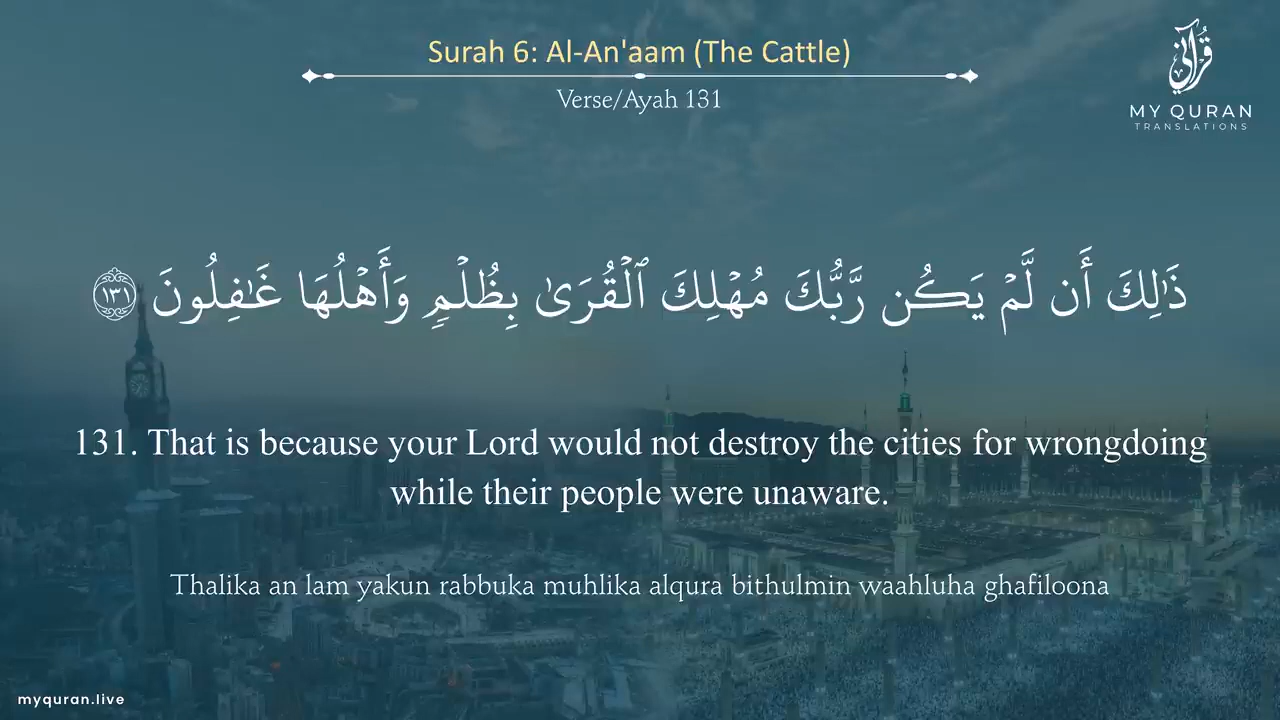 Surah 6: Al-An'aam (The Cattle)
Verse/Ayah 131
قُرْآنِي
MY QURAN
TRANSLATIONS
ذَٰلِكَ أَن لَّمْ يَكُن رَّبُّكَ مُهْلِكَ ٱلْقُرَىٰ بِظُلْمٍ وَأَهْلُهَا غَـٰفِلُونَ ١٣١
131. That is because your Lord would not destroy the cities for wrongdoing
while their people were unaware.
Thalika an lam yakun rabbuka muhlika alqura bithulmin waahluha ghafiloona
myquran.live